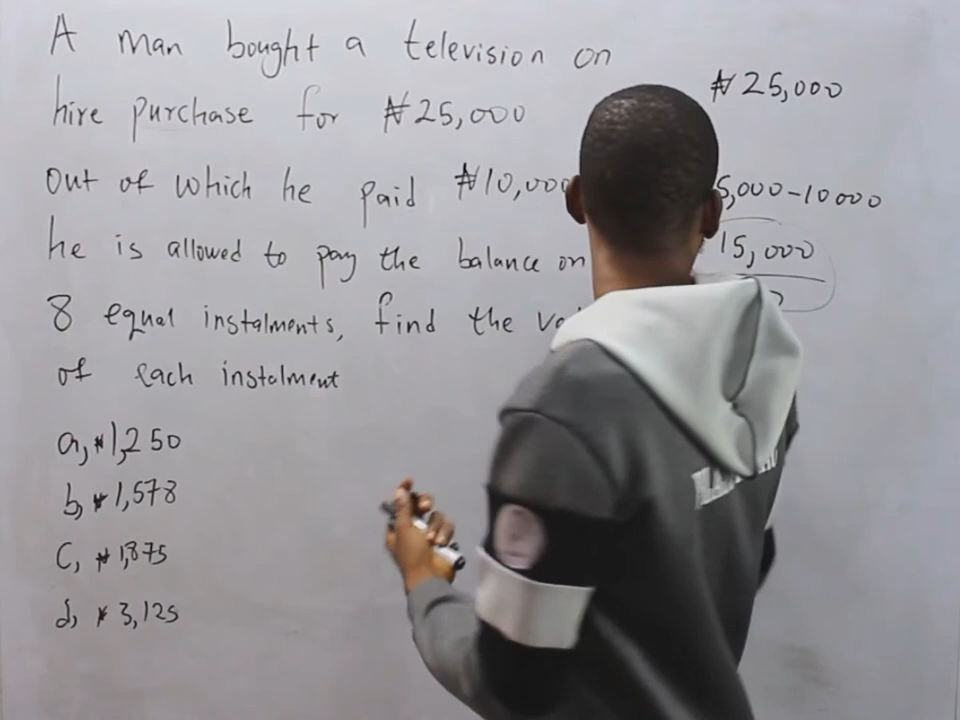 A man bought a television on
hire purchase for ₦25,000
out of which he paid ₦10,000
he is allowed to pay the balance on
8 equal instalments, find the
of each instalment
a, ₦1,250
b, ₦1,578
c, ₦1,875
d, ₦3,125
₦25,000
5,000-10000
15,000